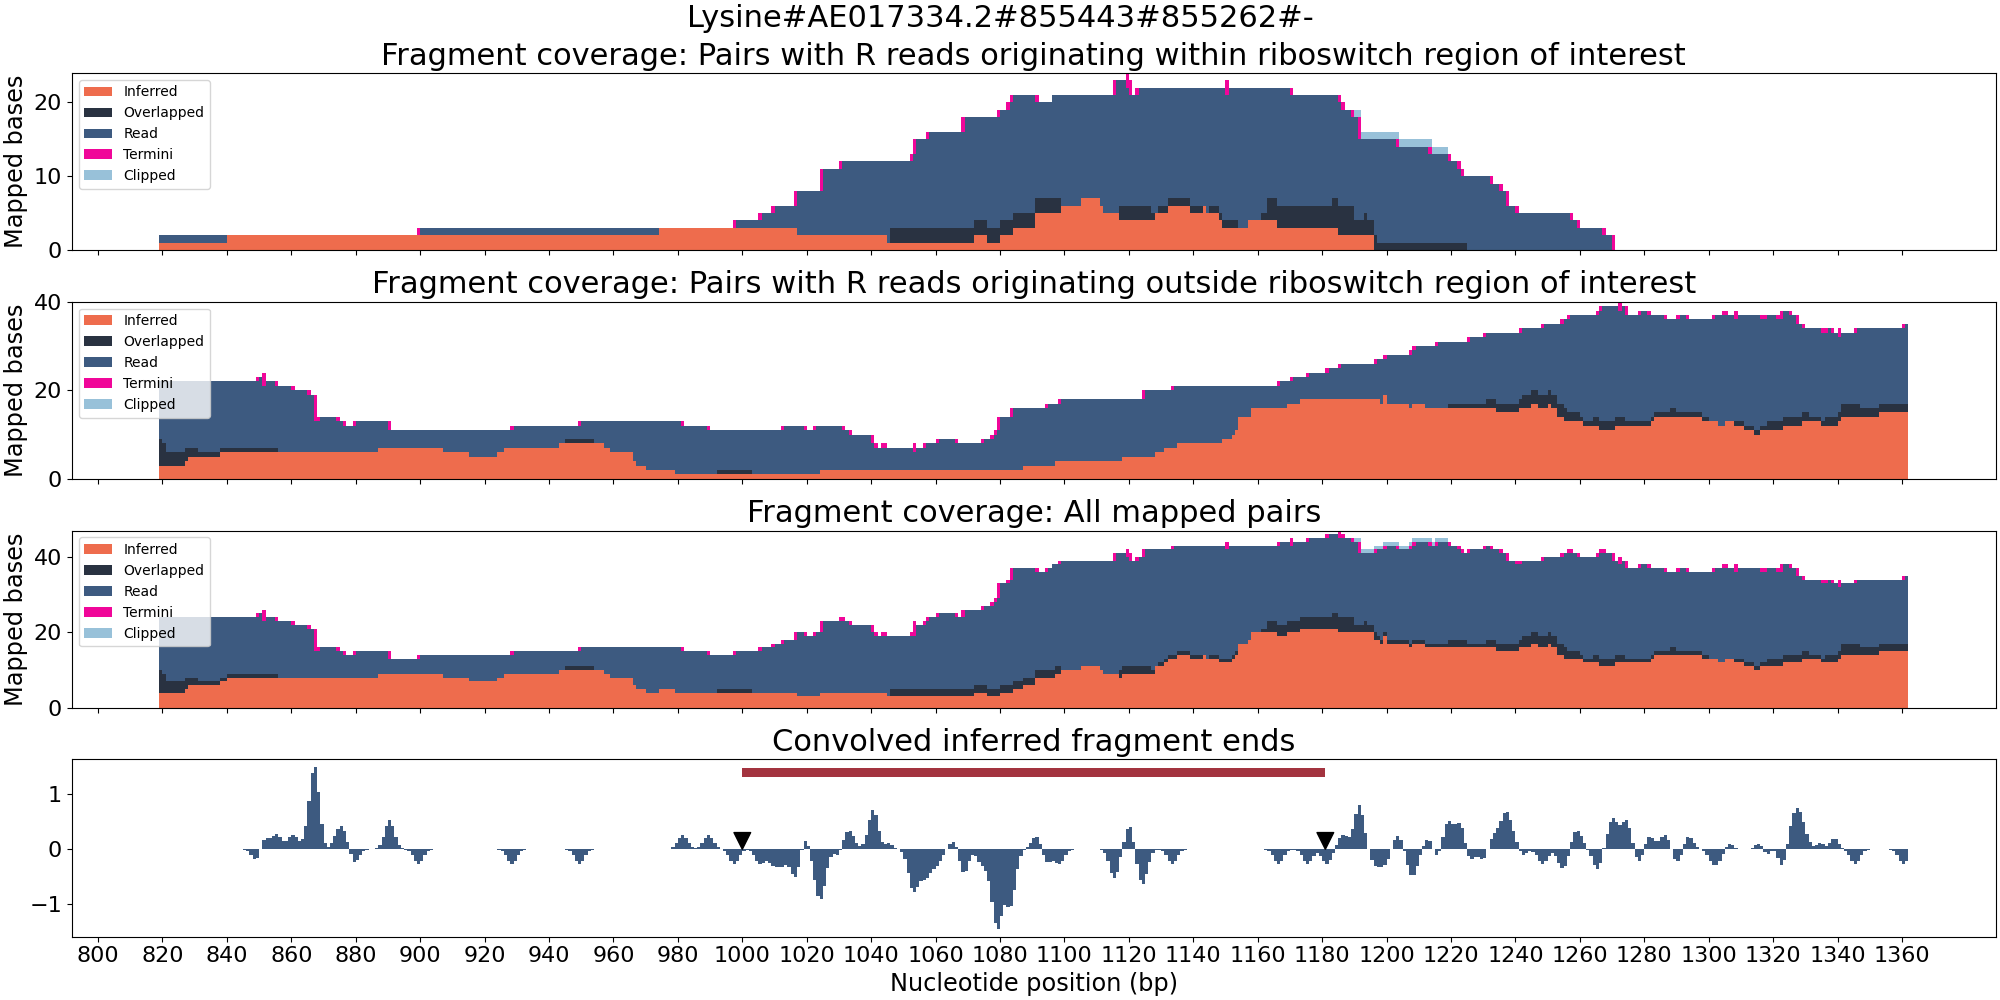 Lysine#AE017334.2#855443#855262#-
Fragment coverage: Pairs with R reads originating within riboswitch region of interest
Mapped bases
20
10
0
Inferred
Overlapped
Read
Termini
Clipped
Fragment coverage: Pairs with R reads originating outside riboswitch region of interest
Mapped bases
40
20
0
Inferred
Overlapped
Read
Termini
Clipped
Fragment coverage: All mapped pairs
Mapped bases
40
20
0
Inferred
Overlapped
Read
Termini
Clipped
Convolved inferred fragment ends
1
0
−1
800 820 840 860 880 900 920 940 960 980 1000 1020 1040 1060 1080 1100 1120 1140 1160 1180 1200 1220 1240 1260 1280 1300 1320 1340 1360
Nucleotide position (bp)